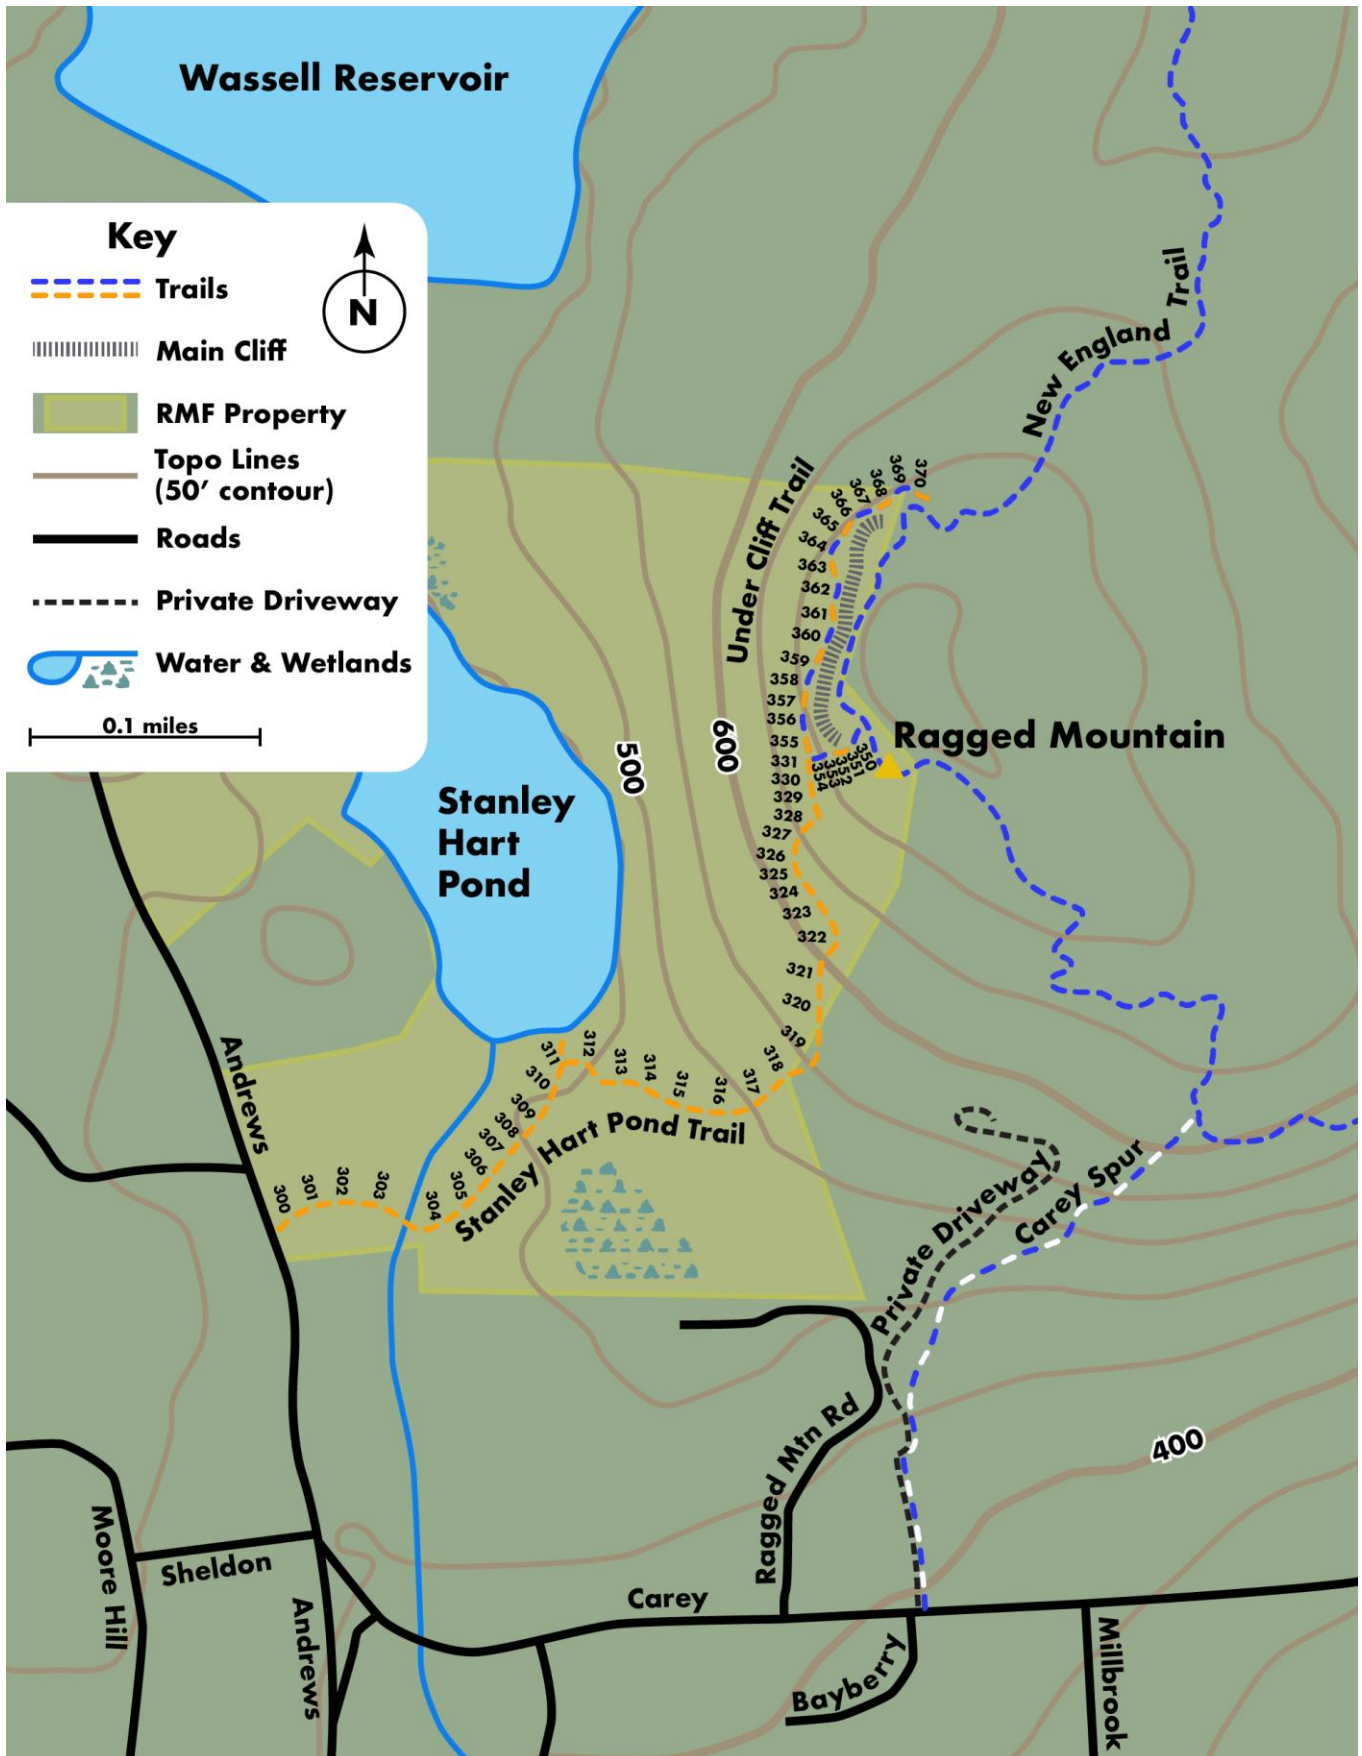 Wassell Reservoir
Key
N
Trails
Main Cliff
RMF Property
Topo Lines
(50’ contour)
Roads
Private Driveway
Water & Wetlands
0.1 miles
New England Trail
Under Cliff Trail
370
369
368
367
366
365
364
363
362
361
360
359
358
357
356
355
350
351
352
353
354
331
330
329
328
327
326
325
324
323
322
321
320
319
318
317
316
315
314
313
312
311
310
309
308
307
306
305
304
303
302
301
300
Ragged Mountain
500
600
Stanley
Hart
Pond
Stanley Hart Pond Trail
Andrews
Private Driveway
Carey Spur
Ragged Mtn Rd
400
Moore Hill
Sheldon
Andrews
Carey
Bayberry
Millbrook